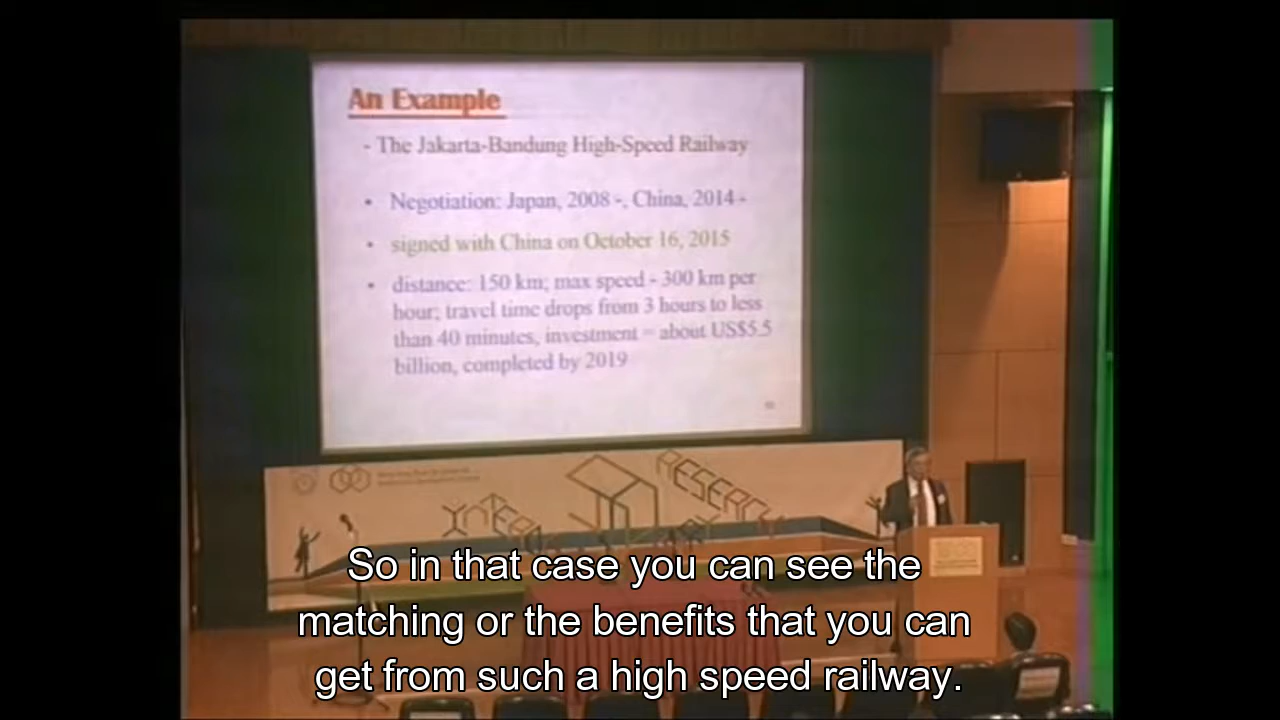 An Example
- The Jakarta-Bandung High-Speed Railway
• Negotiation: Japan, 2008 -, China, 2014 -
• signed with China on October 16, 2015
• distance: 150 km; max speed - 300 km per
hour; travel time drops from 3 hours to less
than 40 minutes, investment = about US$5.5
billion, completed by 2019
RESEARCH
So in that case you can see the
matching or the benefits that you can
get from such a high speed railway.